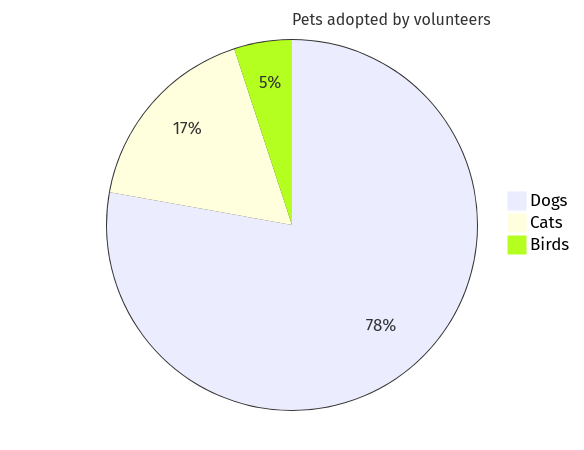 Pets adopted by volunteers
5%
17%
78%
Dogs
Cats
Birds